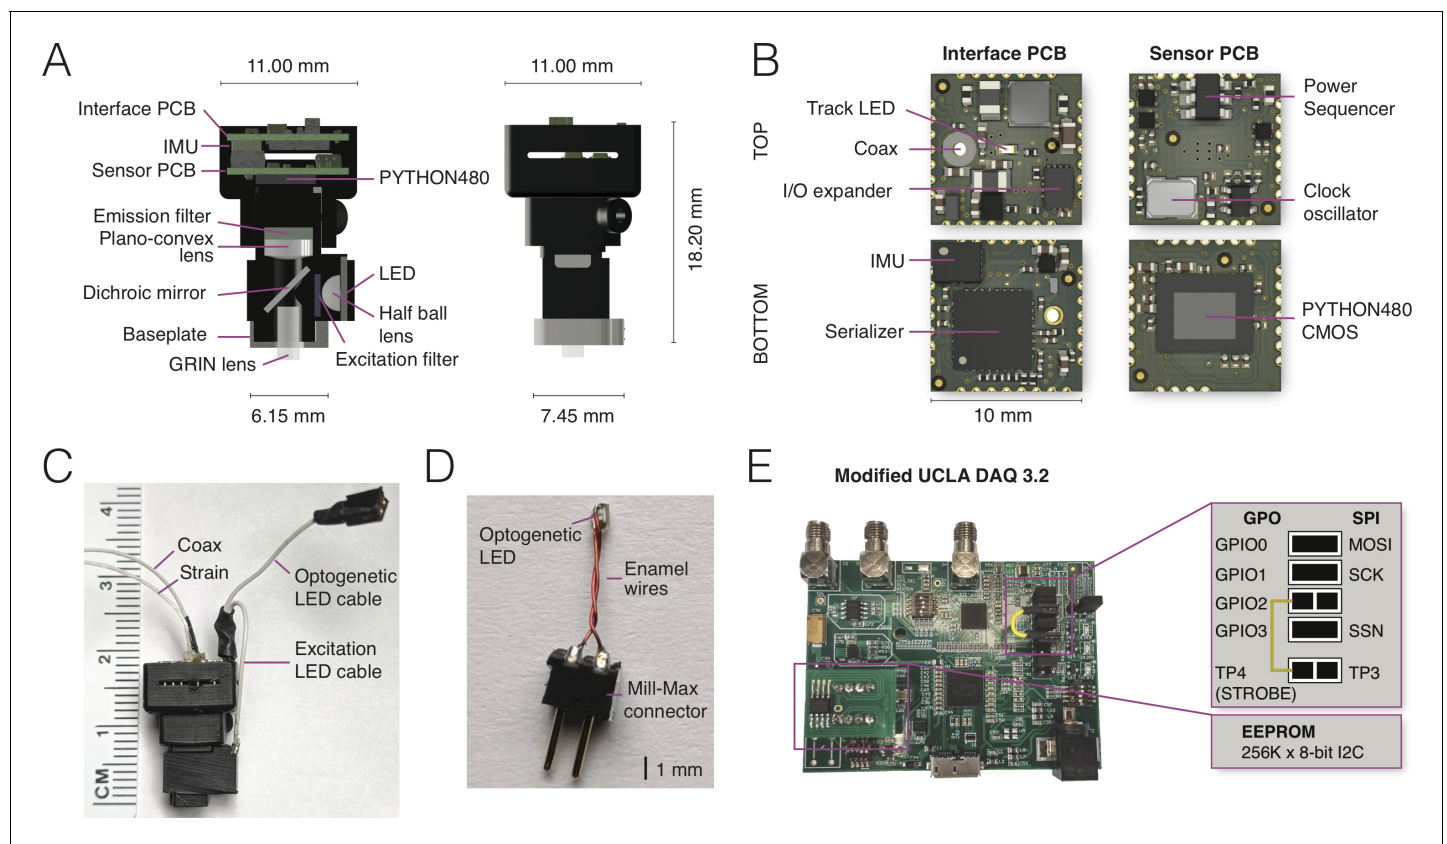 A
11.00 mm
11.00 mm
Interface PCB
IMU
Sensor PCB
PYTHON480
Emission filter
Plano-convex
lens
Dichroic mirror
LED
Half ball
lens
Baseplate
Excitation filter
GRIN lens
6.15 mm
7.45 mm
18.20 mm
B
Interface PCB
Sensor PCB
TOP
Track LED
Coax
I/O expander
Power
Sequencer
Clock
oscillator
BOTTOM
IMU
Serializer
PYTHON480
CMOS
10 mm
C
4
3
2
1
CM
Coax
Strain
Optogenetic
LED cable
Excitation
LED cable
D
Optogenetic
LED
Enamel
wires
Mill-Max
connector
1 mm
E
Modified UCLA DAQ 3.2
GPO SPI
GPIO0 MOSI
GPIO1 SCK
GPIO2
GPIO3 SSN
TP4 TP3
(STROBE)
EEPROM
256K x 8-bit I2C